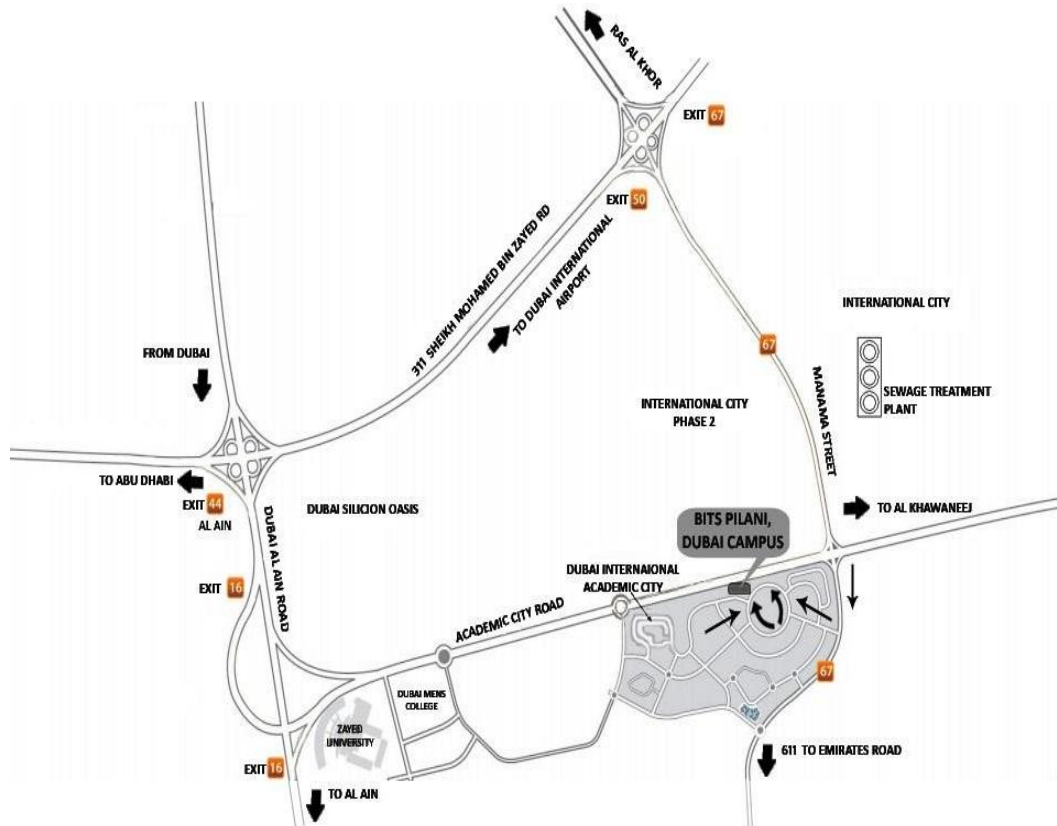 RAS AL KHOR
EXIT 67
EXIT 50
311 SHEIKH MOHAMED BIN ZAYED RD
TO DUBAI INTERNATIONAL
AIRPORT
INTERNATIONAL CITY
FROM DUBAI
67
MANAMA STREET
SEWAGE TREATMENT
PLANT
INTERNATIONAL CITY
PHASE 2
TO ABU DHABI
EXIT 44
AL AIN
DUBAI SILICION OASIS
TO AL KHAWANEEJ
BITS PILANI,
DUBAI CAMPUS
DUBAI AL AIN ROAD
DUBAI INTERNAIONAL
ACADEMIC CITY
EXIT 16
ACADEMIC CITY ROAD
67
DUBAI MENS
COLLEGE
ZAYED
UNIVERSITY
611 TO EMIRATES ROAD
EXIT 16
TO AL AIN